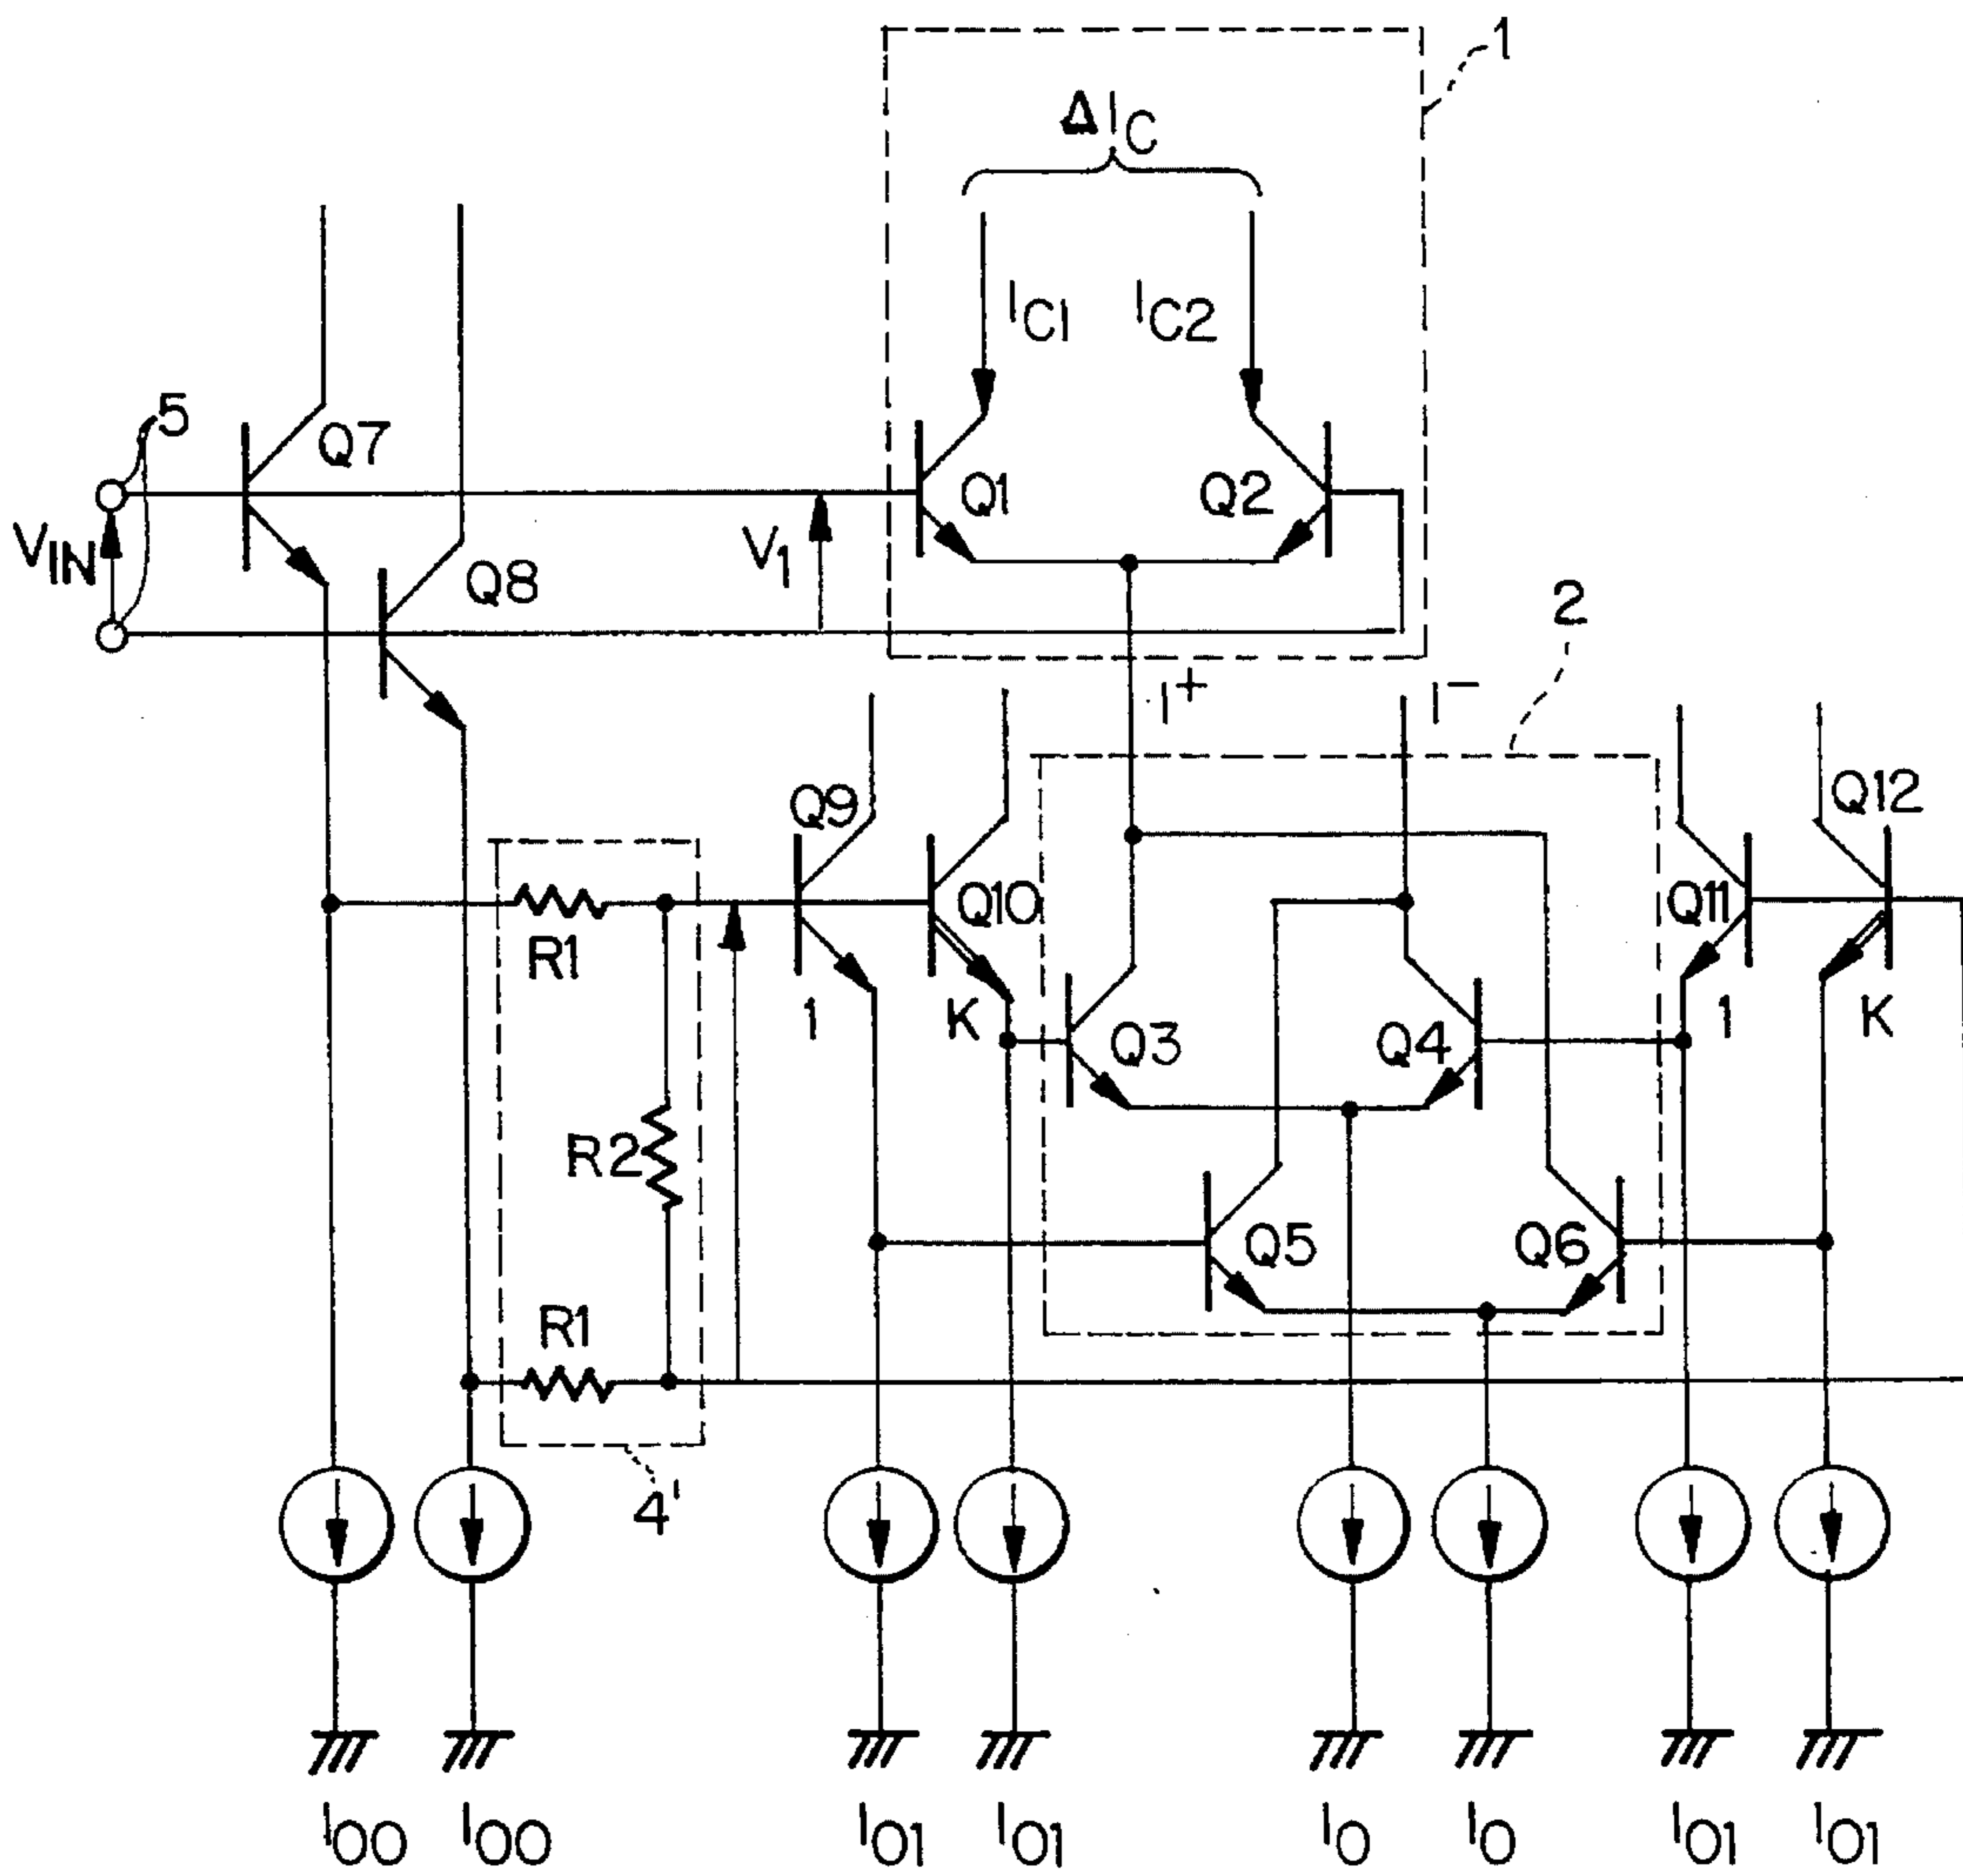 1
ΔIC
IC1 IC2
5
Q7
Q1 Q2
VIN
V1
Q8
2
I+ I−
Q9
Q12
Q10
Q11
R1
1
K
Q3
Q4
1
K
R2
Q5
Q6
R1
4'
I00 I00 I01 I01 I0 I0 I01 I01